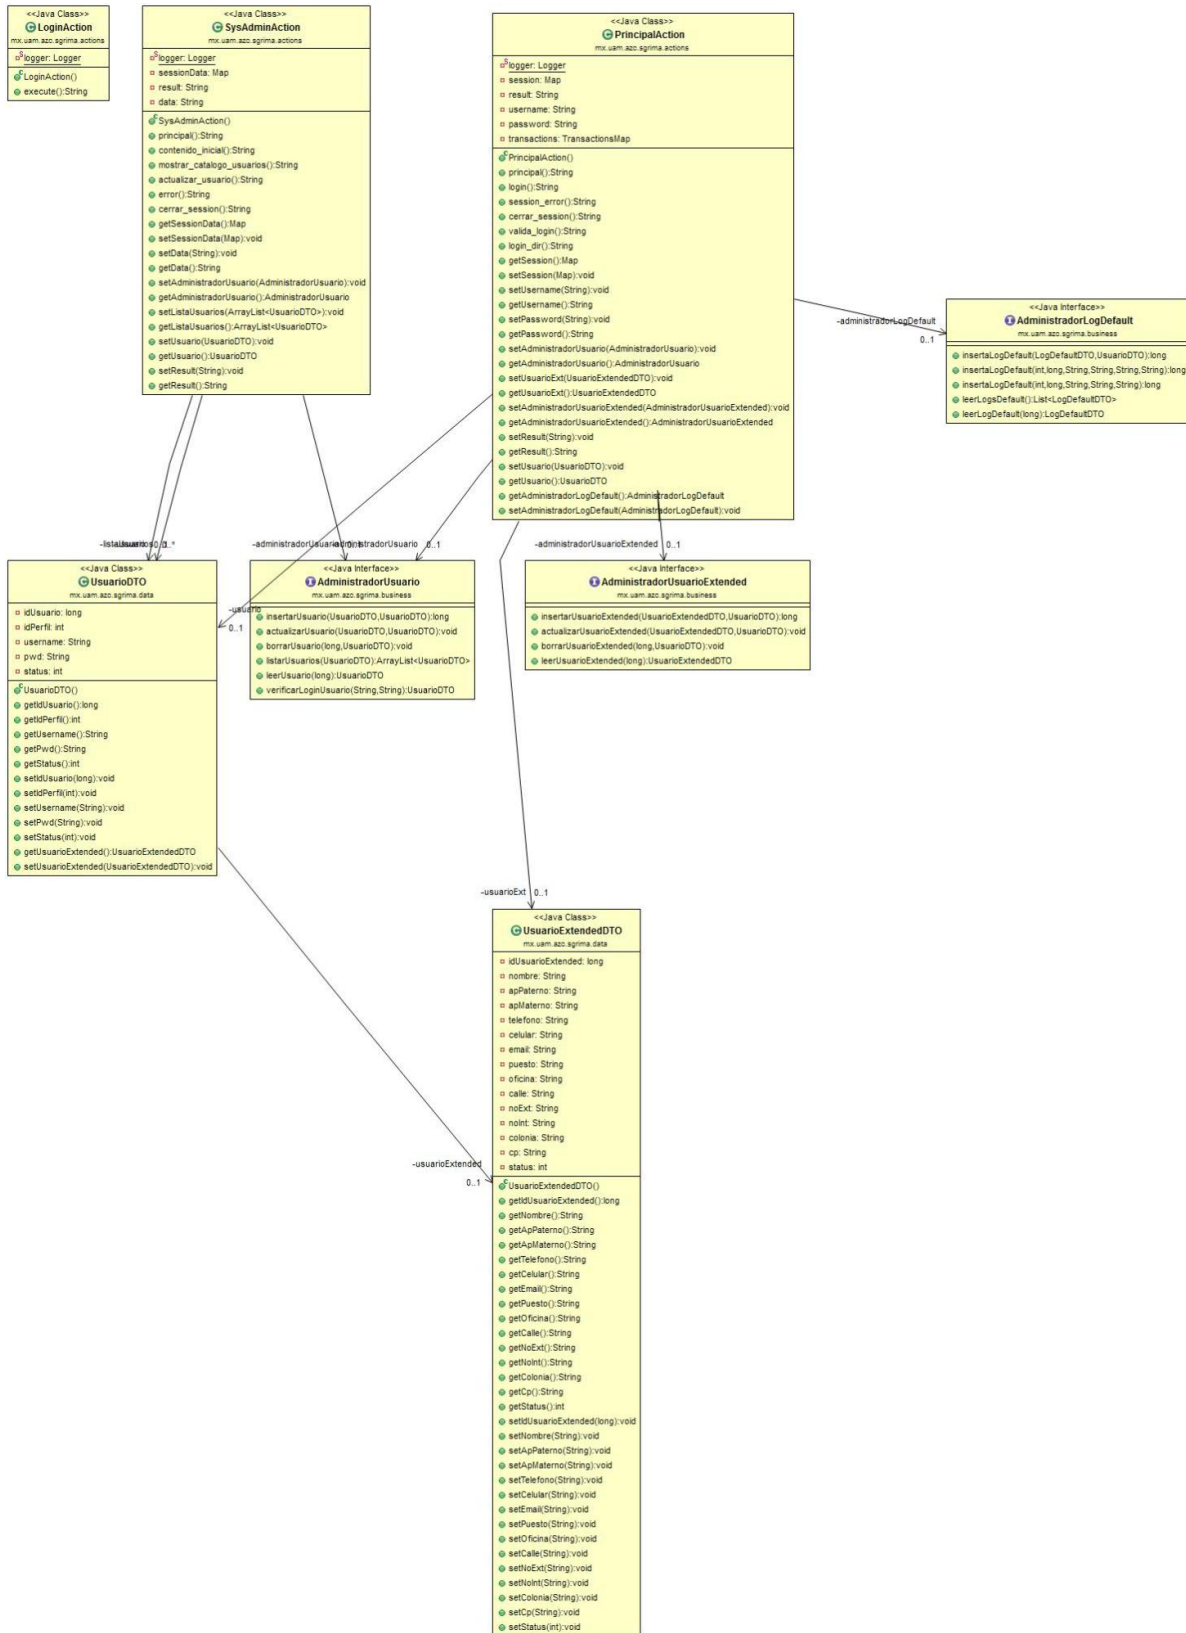 <<Java Class>>
LoginAction
mx.uam.azc.sgrima.actions
logger: Logger
LoginAction()
execute():String
<<Java Class>>
SysAdminAction
mx.uam.azc.sgrima.actions
logger: Logger
sessionData: Map
result: String
data: String
SysAdminAction()
principal():String
contenido_inicial():String
mostrar_catalogo_usuarios():String
actualizar_usuario():String
error():String
cerrar_session():String
getSessionData():Map
setSessionData(Map):void
setData(String):void
getData():String
setAdministradorUsuario(AdministradorUsuario):void
getAdministradorUsuario():AdministradorUsuario
setListaUsuarios(ArrayList<UsuarioDTO>):void
getListaUsuarios():ArrayList<UsuarioDTO>
setUsuario(UsuarioDTO):void
getUsuario():UsuarioDTO
setResult(String):void
getResult():String
<<Java Class>>
PrincipalAction
mx.uam.azc.sgrima.actions
logger: Logger
session: Map
result: String
username: String
password: String
transactions: TransactionsMap
PrincipalAction()
principal():String
login():String
session_error():String
cerrar_session():String
valida_login():String
login_dir():String
getSession():Map
setSession(Map):void
setUsername(String):void
getUsername():String
setPassword(String):void
getPassword():String
setAdministradorUsuario(AdministradorUsuario):void
getAdministradorUsuario():AdministradorUsuario
setUsuarioExt(UsuarioExtendedDTO):void
getUsuarioExt():UsuarioExtendedDTO
setAdministradorUsuarioExtended(AdministradorUsuarioExtended):void
getAdministradorUsuarioExtended():AdministradorUsuarioExtended
setResult(String):void
getResult():String
setUsuario(UsuarioDTO):void
getUsuario():UsuarioDTO
getAdministradorLogDefault():AdministradorLogDefault
setAdministradorLogDefault(AdministradorLogDefault):void
-administradorLogDefault
0..1
<<Java Interface>>
AdministradorLogDefault
mx.uam.azc.sgrima.business
insertaLogDefault(LogDefaultDTO,UsuarioDTO):long
insertaLogDefault(int,long,String,String,String,String):long
insertaLogDefault(int,long,String,String,String):long
leerLogsDefault():List<LogDefaultDTO>
leerLogDefault(long):LogDefaultDTO
-administradorUsuario
0..1
-administradorUsuarioExtended
0..1
<<Java Class>>
UsuarioDTO
mx.uam.azc.sgrima.data
idUsuario: long
idPerfil: int
username: String
pwd: String
status: int
UsuarioDTO()
getIdUsuario():long
getIdPerfil():int
getUsername():String
getPwd():String
getStatus():int
setIdUsuario(long):void
setIdPerfil(int):void
setUsername(String):void
setPwd(String):void
setStatus(int):void
getUsuarioExtended():UsuarioExtendedDTO
setUsuarioExtended(UsuarioExtendedDTO):void
-usuario
0..1
<<Java Interface>>
AdministradorUsuario
mx.uam.azc.sgrima.business
insertarUsuario(UsuarioDTO,UsuarioDTO):long
actualizarUsuario(UsuarioDTO,UsuarioDTO):void
borrarUsuario(long,UsuarioDTO):void
listarUsuarios(UsuarioDTO):ArrayList<UsuarioDTO>
leerUsuario(long):UsuarioDTO
verificarLoginUsuario(String,String):UsuarioDTO
<<Java Interface>>
AdministradorUsuarioExtended
mx.uam.azc.sgrima.business
insertarUsuarioExtended(UsuarioExtendedDTO,UsuarioDTO):long
actualizarUsuarioExtended(UsuarioExtendedDTO,UsuarioDTO):void
borrarUsuarioExtended(long,UsuarioDTO):void
leerUsuarioExtended(long):UsuarioExtendedDTO
-usuarioExt
0..1
-usuarioExtended
0..1
<<Java Class>>
UsuarioExtendedDTO
mx.uam.azc.sgrima.data
idUsuarioExtended: long
nombre: String
apPaterno: String
apMaterno: String
telefono: String
celular: String
email: String
puesto: String
oficina: String
calle: String
noExt: String
noInt: String
colonia: String
cp: String
status: int
UsuarioExtendedDTO()
getIdUsuarioExtended():long
getNombre():String
getApPaterno():String
getApMaterno():String
getTelefono():String
getCelular():String
getEmail():String
getPuesto():String
getOficina():String
getCalle():String
getNoExt():String
getNoInt():String
getColonia():String
getCp():String
getStatus():int
setIdUsuarioExtended(long):void
setNombre(String):void
setApPaterno(String):void
setApMaterno(String):void
setTelefono(String):void
setCelular(String):void
setEmail(String):void
setPuesto(String):void
setOficina(String):void
setCalle(String):void
setNoExt(String):void
setNoInt(String):void
setColonia(String):void
setCp(String):void
setStatus(int):void